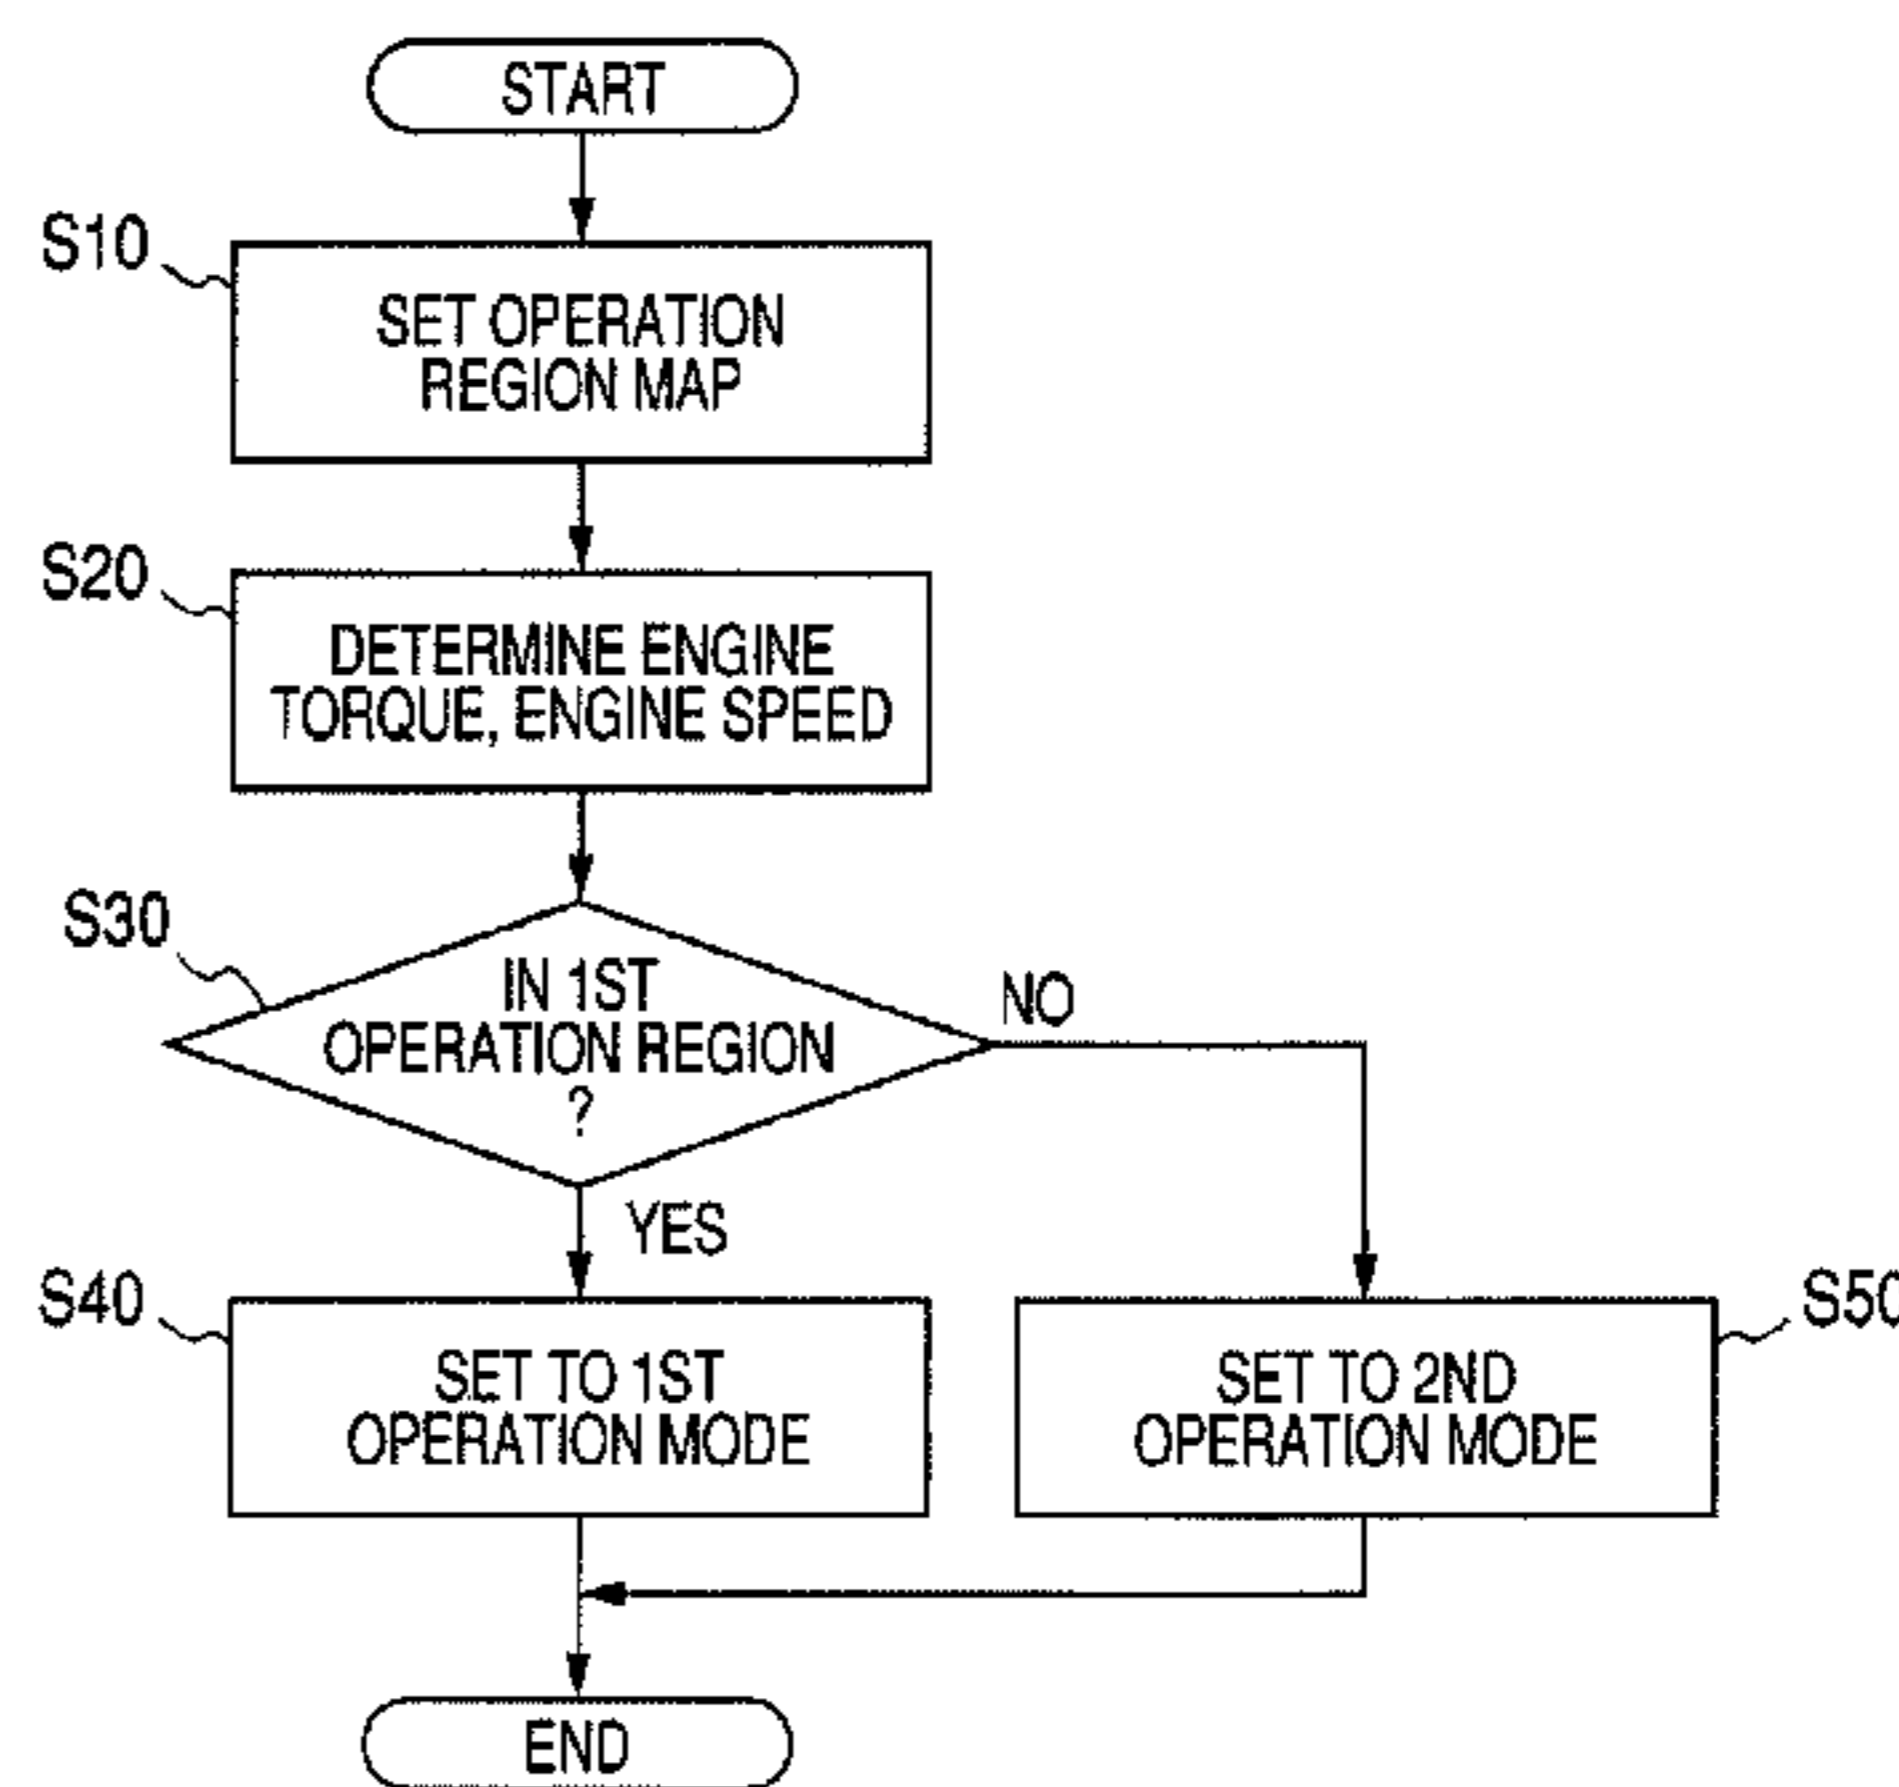 START
S10
SET OPERATION
REGION MAP
S20
DETERMINE ENGINE
TORQUE, ENGINE SPEED
S30
IN 1ST
OPERATION REGION
?
NO
YES
S40
SET TO 1ST
OPERATION MODE
SET TO 2ND
OPERATION MODE
S50
END